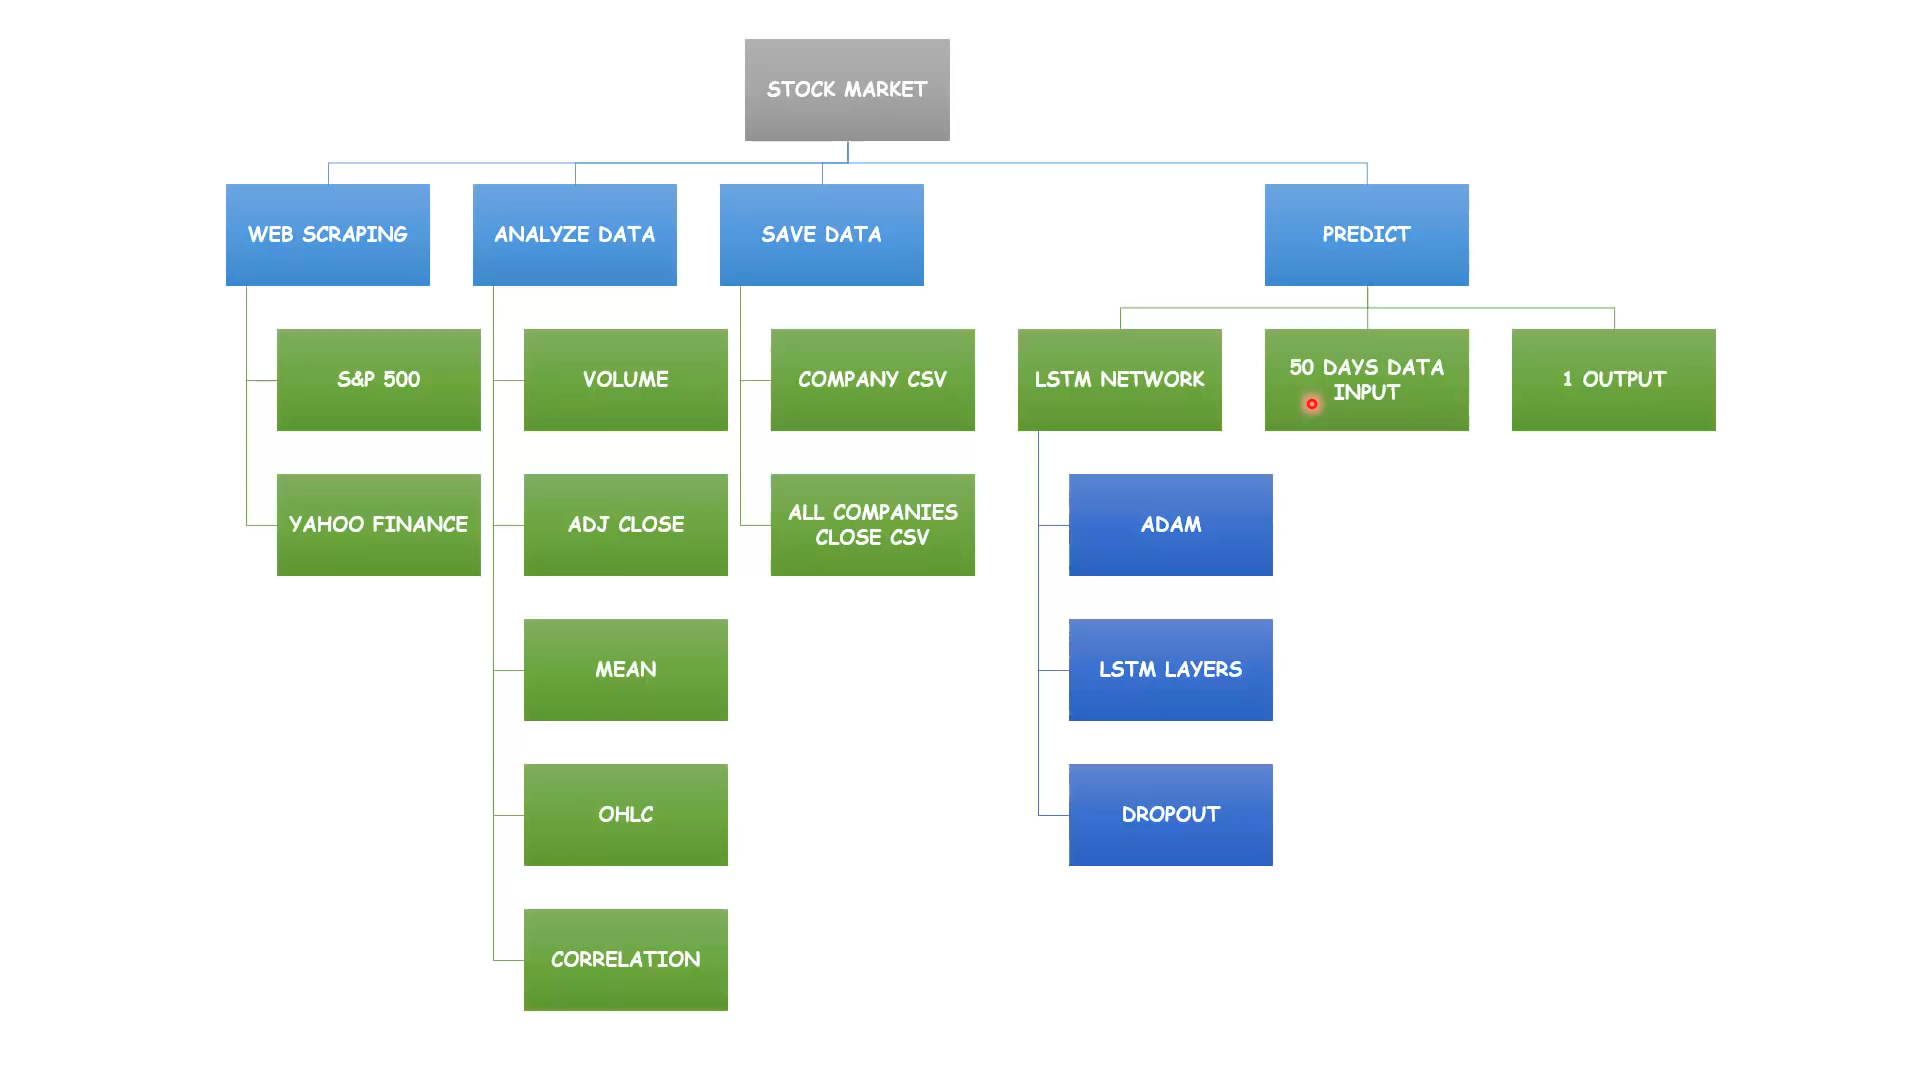 STOCK MARKET
WEB SCRAPING
ANALYZE DATA
SAVE DATA
PREDICT
S&P 500
VOLUME
COMPANY CSV
LSTM NETWORK
50 DAYS DATA
INPUT
1 OUTPUT
YAHOO FINANCE
ADJ CLOSE
ALL COMPANIES
CLOSE CSV
ADAM
MEAN
LSTM LAYERS
OHLC
DROPOUT
CORRELATION